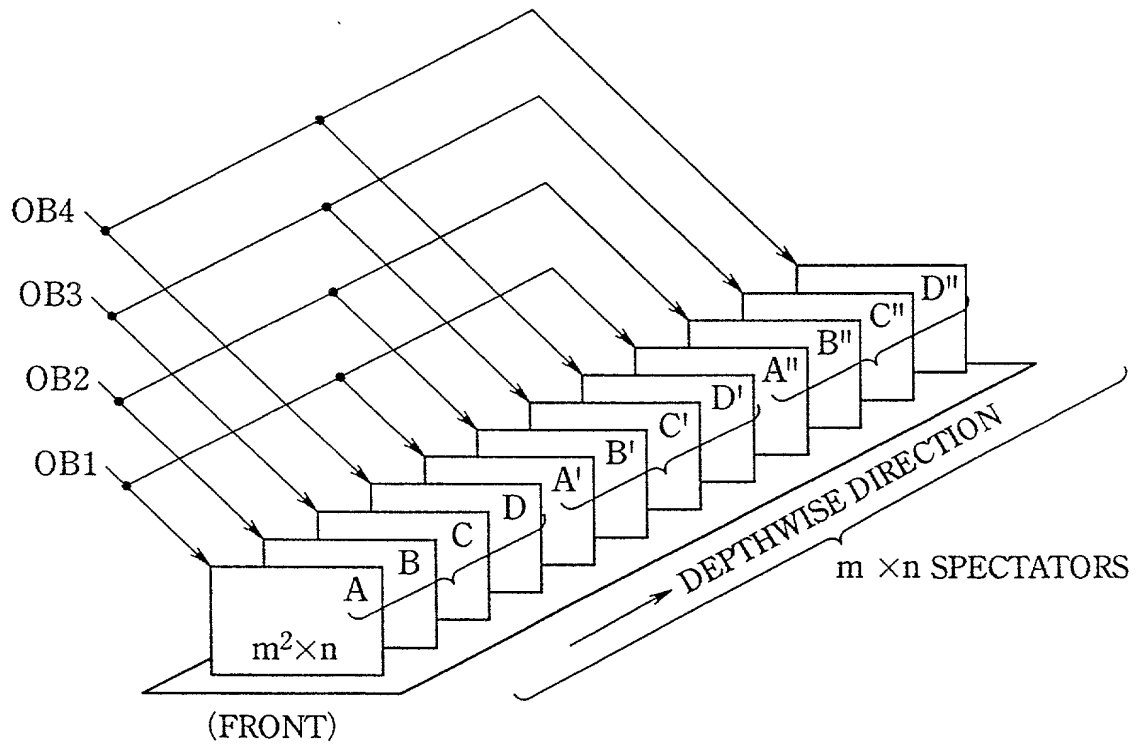 OB4
OB3
OB2
OB1
D"
C"
B"
A"
D'
C'
B'
A'
D
C
B
A
m²×n
DEPTHWISE DIRECTION
m ×n SPECTATORS
(FRONT)